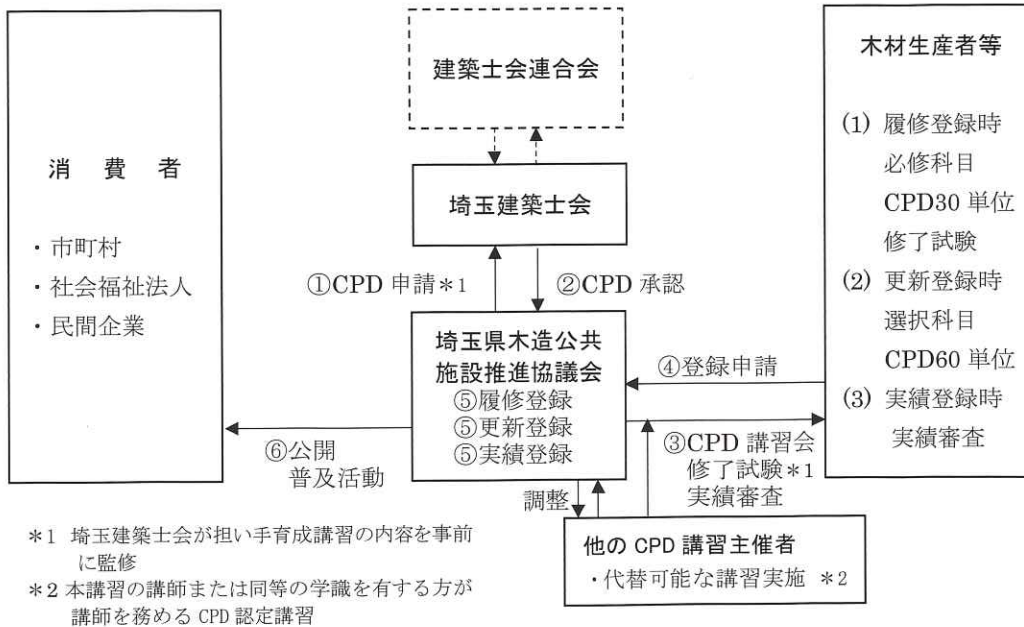 建築士会連合会
埼玉建築士会
①CPD 申請*1
②CPD 承認
消 費 者
・市町村
・社会福祉法人
・民間企業
埼玉県木造公共
施設推進協議会
⑤履修登録
⑤更新登録
⑤実績登録
木材生産者等
(1) 履修登録時
必修科目
CPD30 単位
修了試験
(2) 更新登録時
選択科目
CPD60 単位
(3) 実績登録時
実績審査
④登録申請
③CPD 講習会
修了試験*1
実績審査
⑥公開
普及活動
調整
他の CPD 講習主催者
・代替可能な講習実施 *2
*1 埼玉建築士会が担い手育成講習の内容を事前
に監修
*2 本講習の講師または同等の学識を有する方が
講師を務める CPD 認定講習